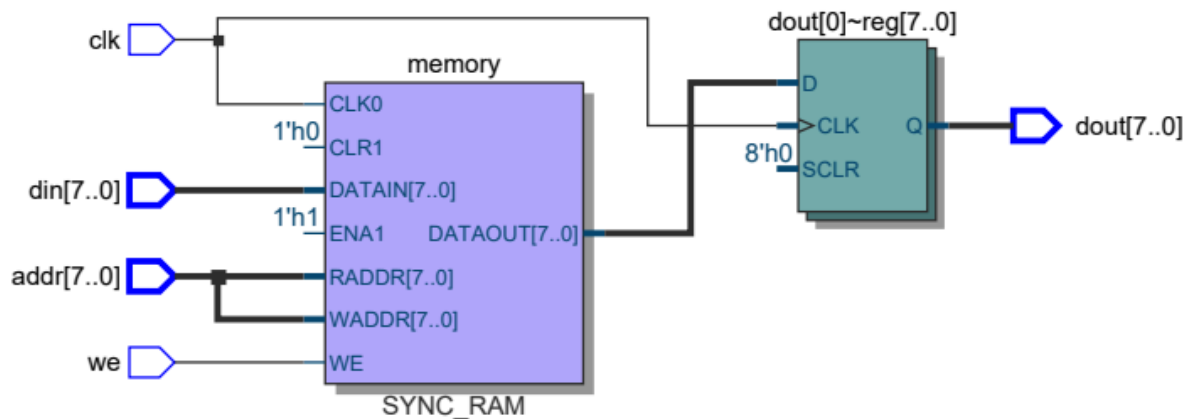 dout[0]~reg[7..0]
clk
memory
D
CLK0
CLK
Q
dout[7..0]
1'h0
CLR1
8'h0
SCLR
din[7..0]
DATAIN[7..0]
1'h1
ENA1
DATAOUT[7..0]
addr[7..0]
RADDR[7..0]
WADDR[7..0]
we
WE
SYNC_RAM